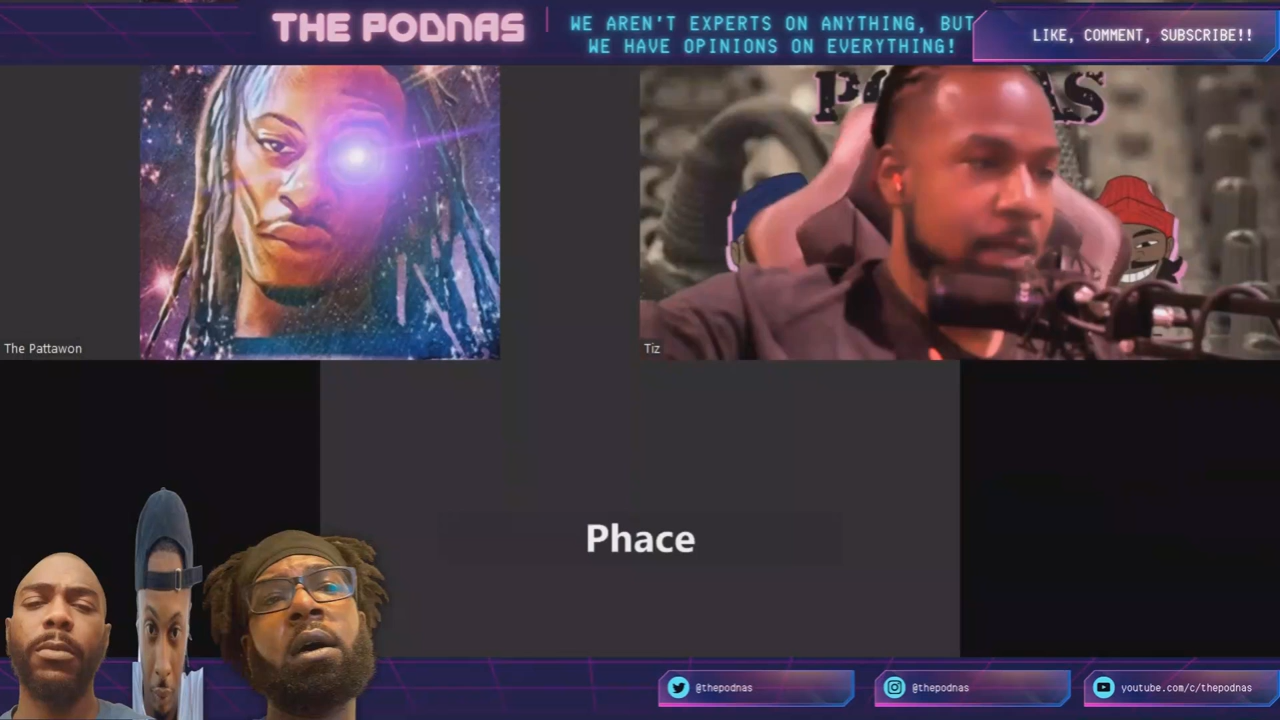 THE PODNAS
WE AREN'T EXPERTS ON ANYTHING, BUT
WE HAVE OPINIONS ON EVERYTHING!
LIKE, COMMENT, SUBSCRIBE!!
The Pattawon
Tiz
Phace
@thepodnas
@thepodnas
youtube.com/c/thepodnas